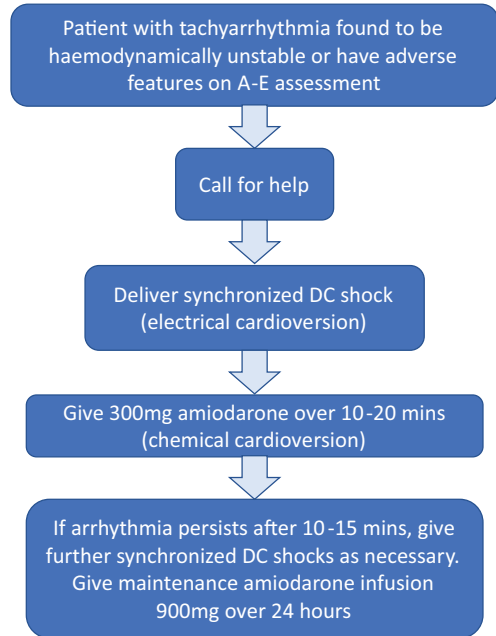 Patient with tachyarrhythmia found to be
haemodynamically unstable or have adverse
features on A-E assessment
Call for help
Deliver synchronized DC shock
(electrical cardioversion)
Give 300mg amiodarone over 10-20 mins
(chemical cardioversion)
If arrhythmia persists after 10-15 mins, give
further synchronized DC shocks as necessary.
Give maintenance amiodarone infusion
900mg over 24 hours